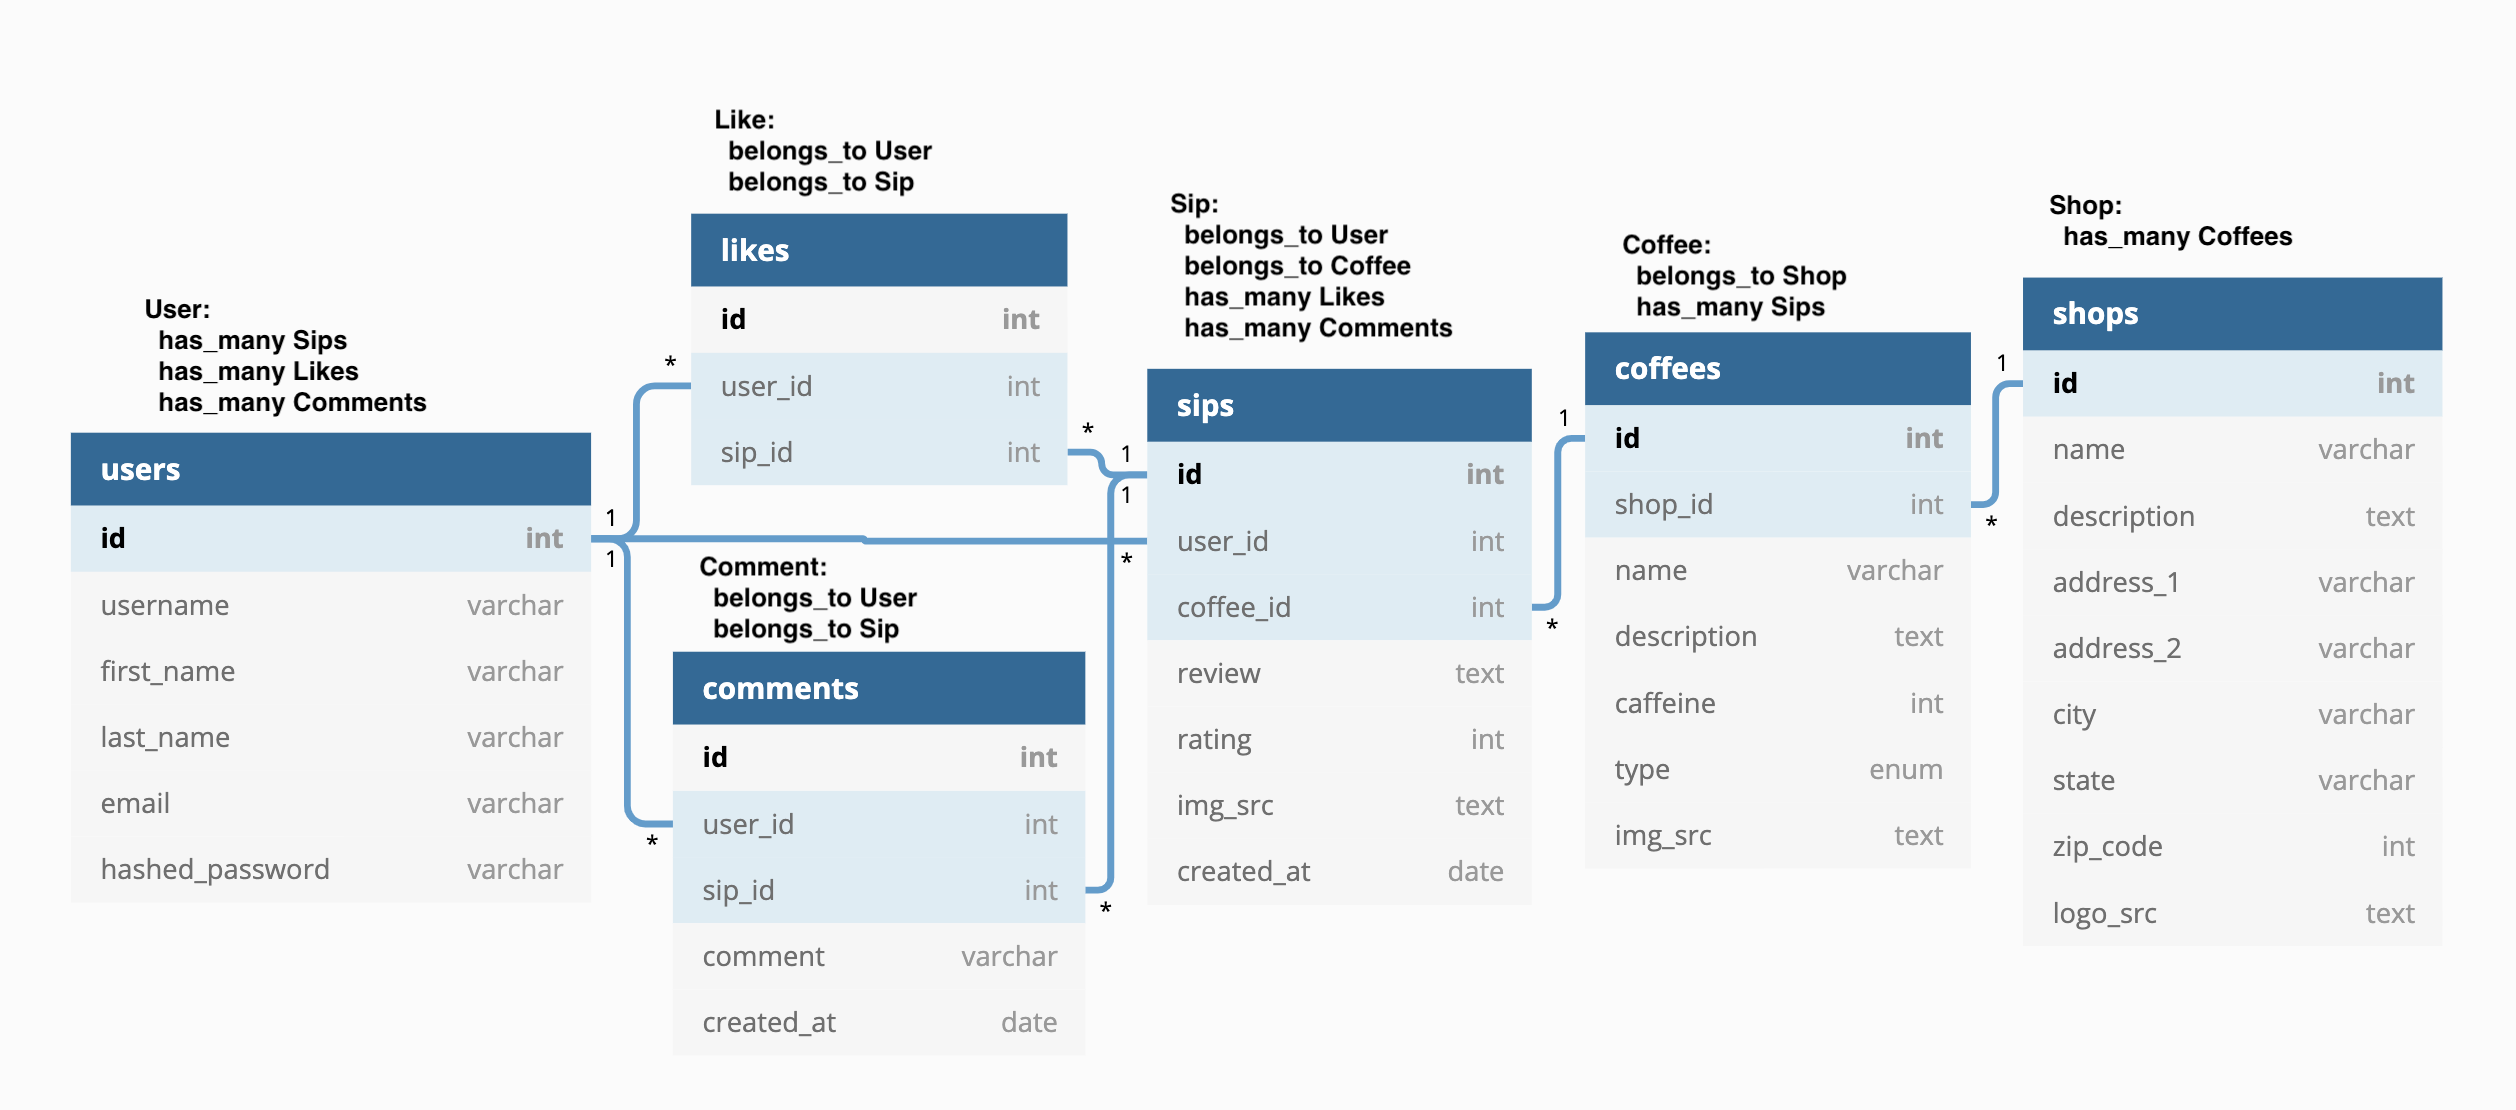 User:
has_many Sips
has_many Likes
has_many Comments
users
id int
username varchar
first_name varchar
last_name varchar
email varchar
hashed_password varchar
1
1
Like:
belongs_to User
belongs_to Sip
likes
id int
user_id int
sip_id int
*
*
Comment:
belongs_to User
belongs_to Sip
comments
id int
user_id int
sip_id int
comment varchar
created_at date
*
*
Sip:
belongs_to User
belongs_to Coffee
has_many Likes
has_many Comments
1
1
*
sips
id int
user_id int
coffee_id int
review text
rating int
img_src text
created_at date
*
1
Coffee:
belongs_to Shop
has_many Sips
coffees
id int
shop_id int
name varchar
description text
caffeine int
type enum
img_src text
*
1
Shop:
has_many Coffees
shops
id int
name varchar
description text
address_1 varchar
address_2 varchar
city varchar
state varchar
zip_code int
logo_src text